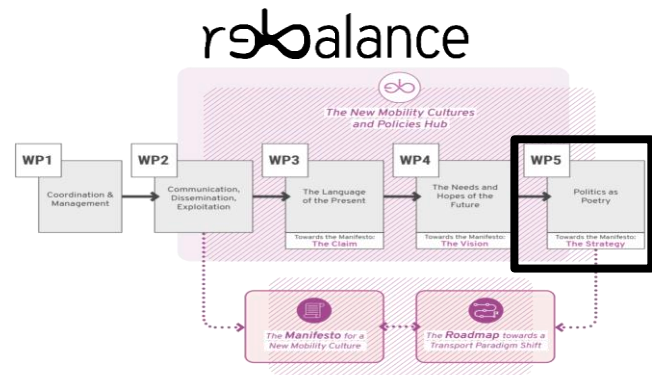 rebalance
The New Mobility Cultures
and Policies Hub
WP1
Coordination &
Management
WP2
Communication,
Dissemination,
Exploitation
WP3
The Language
of the Present
Towards the Manifesto:
The Claim
WP4
The Needs and
Hopes of the
Future
Towards the Manifesto:
The Vision
WP5
Politics as
Poetry
Towards the Manifesto:
The Strategy
The Manifesto for a
New Mobility Culture
The Roadmap towards a
Transport Paradigm Shift